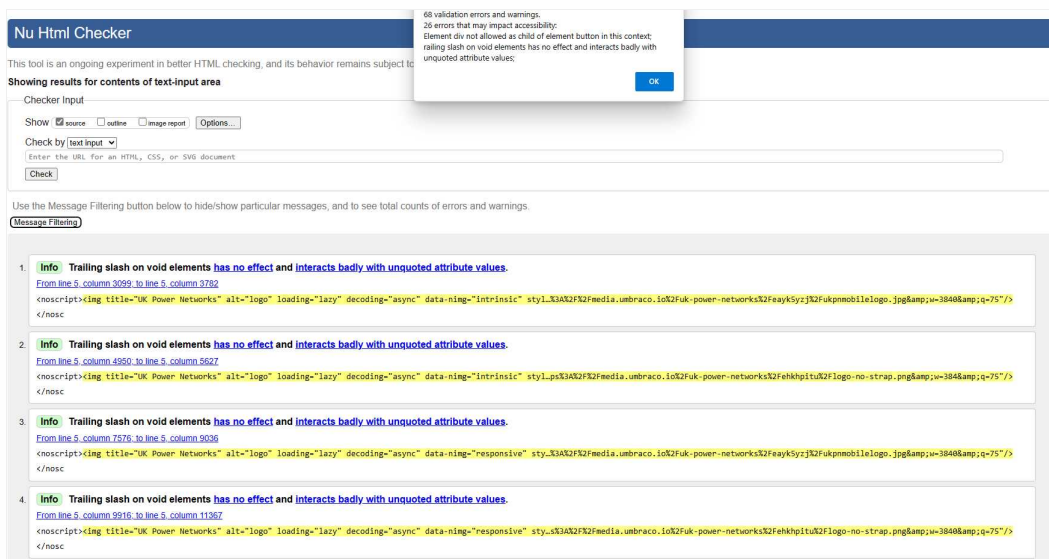 68 validation errors and warnings.
26 errors that may impact accessibility:
Element div not allowed as child of element button in this context;
railing slash on void elements has no effect and interacts badly with
unquoted attribute values;
OK
Nu Html Checker
This tool is an ongoing experiment in better HTML checking, and its behavior remains subject to
Showing results for contents of text-input area
Checker Input
Show source outline image report Options...
Check by text input
Enter the URL for an HTML, CSS, or SVG document
Check
Use the Message Filtering button below to hide/show particular messages, and to see total counts of errors and warnings.
Message Filtering
1. Info Trailing slash on void elements has no effect and interacts badly with unquoted attribute values.
From line 5, column 3099; to line 5, column 3782
<noscript><img title="UK Power Networks" alt="logo" loading="lazy" decoding="async" data-nimg="intrinsic" styl…%3A%2F%2Fmedia.umbraco.io%2Fuk-power-networks%2Feayk5yzj%2Fukpnmobilelogo.jpg&amp;w=3840&amp;q=75"/>
</nosc
2. Info Trailing slash on void elements has no effect and interacts badly with unquoted attribute values.
From line 5, column 4950; to line 5, column 5627
<noscript><img title="UK Power Networks" alt="logo" loading="lazy" decoding="async" data-nimg="intrinsic" styl…ps%3A%2F%2Fmedia.umbraco.io%2Fuk-power-networks%2Fehkhpitu%2Flogo-no-strap.png&amp;w=384&amp;q=75"/>
</nosc
3. Info Trailing slash on void elements has no effect and interacts badly with unquoted attribute values.
From line 5, column 7576; to line 5, column 9036
<noscript><img title="UK Power Networks" alt="logo" loading="lazy" decoding="async" data-nimg="responsive" sty…%3A%2F%2Fmedia.umbraco.io%2Fuk-power-networks%2Feayk5yzj%2Fukpnmobilelogo.jpg&amp;w=3840&amp;q=75"/>
</nosc
4. Info Trailing slash on void elements has no effect and interacts badly with unquoted attribute values.
From line 5, column 9916; to line 5, column 11367
<noscript><img title="UK Power Networks" alt="logo" loading="lazy" decoding="async" data-nimg="responsive" sty…s%3A%2F%2Fmedia.umbraco.io%2Fuk-power-networks%2Fehkhpitu%2Flogo-no-strap.png&amp;w=3840&amp;q=75"/>
</nosc